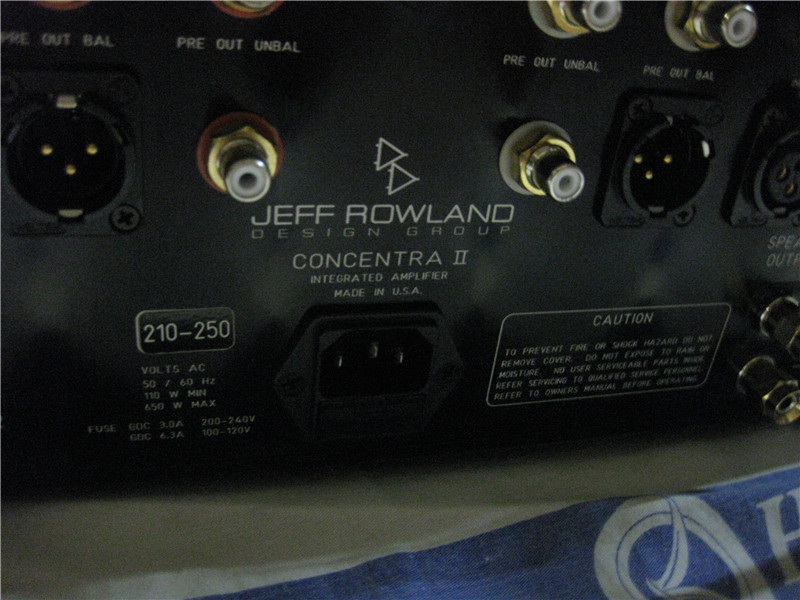 PRE OUT BAL
PRE OUT UNBAL
PRE OUT UNBAL
PRE OUT BAL
JEFF ROWLAND
DESIGN GROUP
CONCENTRA II
INTEGRATED AMPLIFIER
MADE IN U.S.A.
SPEA
OUTP
210-250
VOLTS AC
50 / 60 Hz
110 W MIN
650 W MAX
FUSE GDC 3.0A 200-240V
GDC 6.3A 100-120V
CAUTION
TO PREVENT FIRE OR SHOCK HAZARD DO NOT
REMOVE COVER. DO NOT EXPOSE TO RAIN OR
MOISTURE. NO USER SERVICEABLE PARTS INSIDE
REFER SERVICING TO QUALIFIED SERVICE PERSONNEL
REFER TO OWNERS MANUAL BEFORE OPERATING.
H